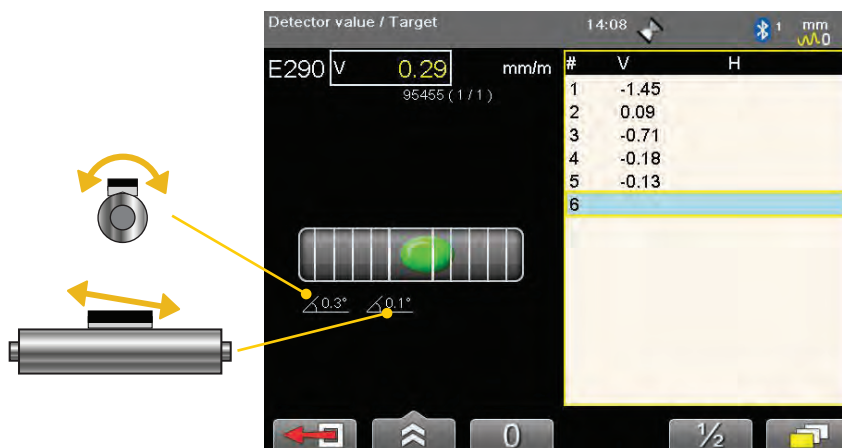 Detector value / Target 14:08 1 mm
0
E290 V 0.29 mm/m
95455 ( 1 / 1 )
# V H
1 -1.45
2 0.09
3 -0.71
4 -0.18
5 -0.13
6
0.3° 0.1°
0 ½